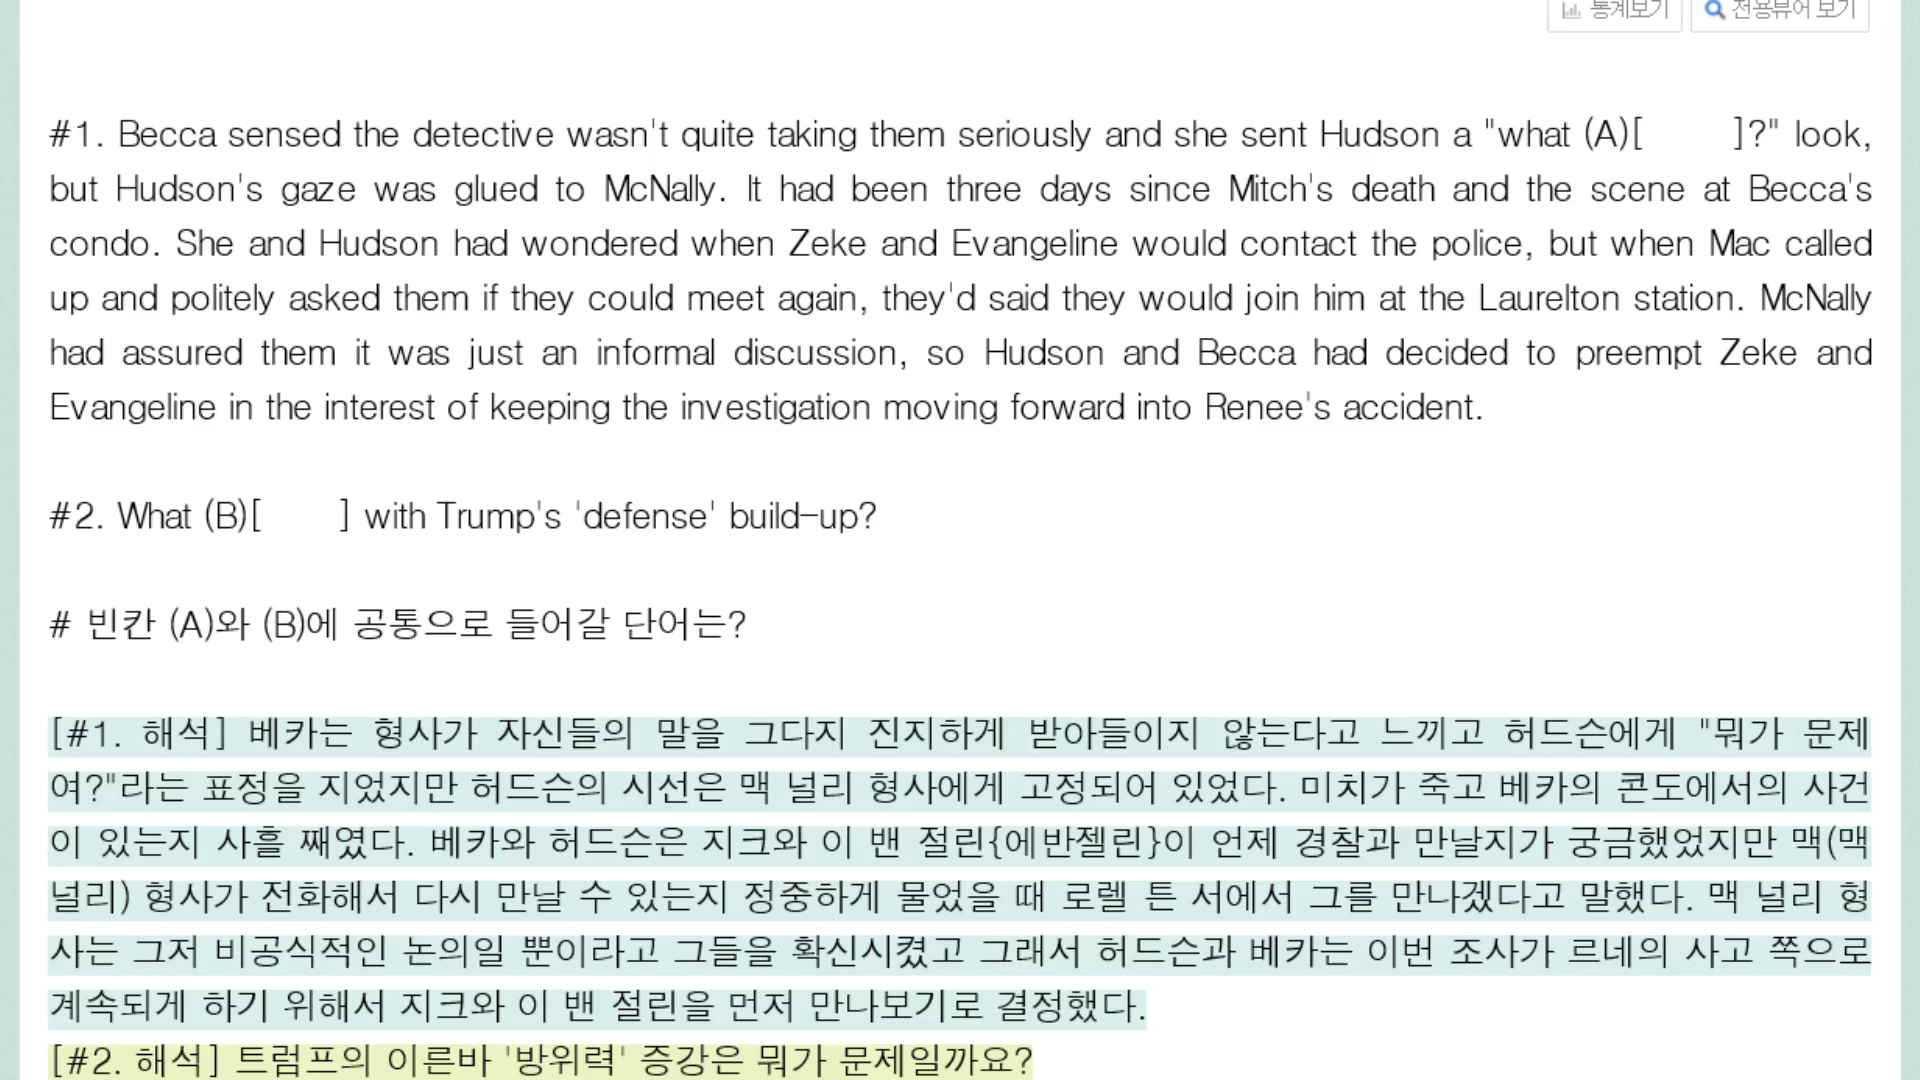 통계보기 전용뷰어 보기
#1. Becca sensed the detective wasn't quite taking them seriously and she sent Hudson a "what (A)[ ]?" look,
but Hudson's gaze was glued to McNally. It had been three days since Mitch's death and the scene at Becca's
condo. She and Hudson had wondered when Zeke and Evangeline would contact the police, but when Mac called
up and politely asked them if they could meet again, they'd said they would join him at the Laurelton station. McNally
had assured them it was just an informal discussion, so Hudson and Becca had decided to preempt Zeke and
Evangeline in the interest of keeping the investigation moving forward into Renee's accident.
#2. What (B)[ ] with Trump's 'defense' build-up?
# 빈칸 (A)와 (B)에 공통으로 들어갈 단어는?
[#1. 해석] 베카는 형사가 자신들의 말을 그다지 진지하게 받아들이지 않는다고 느끼고 허드슨에게 "뭐가 문제
여?"라는 표정을 지었지만 허드슨의 시선은 맥 널리 형사에게 고정되어 있었다. 미치가 죽고 베카의 콘도에서의 사건
이 있는지 사흘 째였다. 베카와 허드슨은 지크와 이 밴 절린{에반젤린}이 언제 경찰과 만날지가 궁금했었지만 맥(맥
널리) 형사가 전화해서 다시 만날 수 있는지 정중하게 물었을 때 로렐 튼 서에서 그를 만나겠다고 말했다. 맥 널리 형
사는 그저 비공식적인 논의일 뿐이라고 그들을 확신시켰고 그래서 허드슨과 베카는 이번 조사가 르네의 사고 쪽으로
계속되게 하기 위해서 지크와 이 밴 절린을 먼저 만나보기로 결정했다.
[#2. 해석] 트럼프의 이른바 '방위력' 증강은 뭐가 문제일까요?